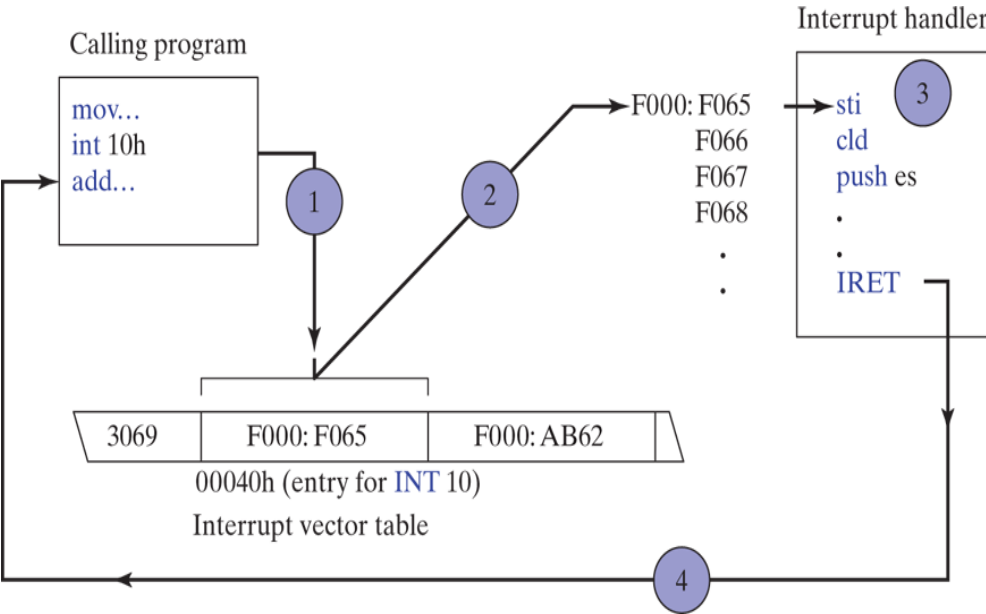 Interrupt handler
Calling program
mov...
int 10h
add...
1
2
F000: F065
F066
F067
F068
.
.
3
sti
cld
push es
.
.
IRET
3069
F000: F065
F000: AB62
00040h (entry for INT 10)
Interrupt vector table
4